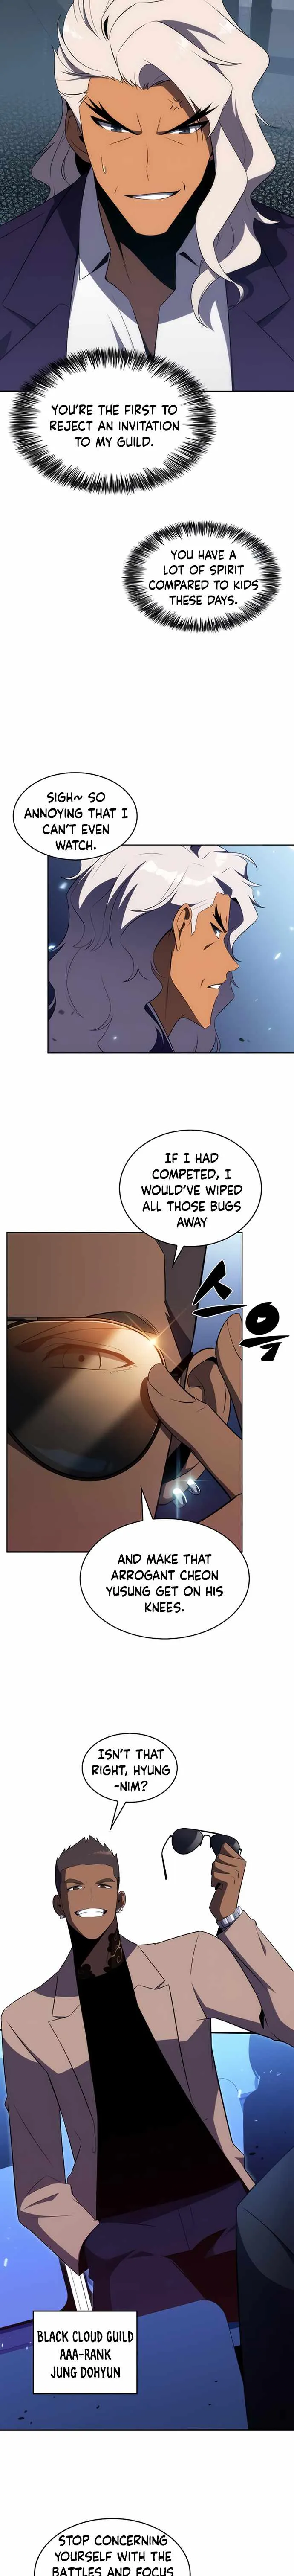 YOU'RE THE FIRST TO
REJECT AN INVITATION
TO MY GUILD.
YOU HAVE A
LOT OF SPIRIT
COMPARED TO KIDS
THESE DAYS.
SIGH~ SO
ANNOYING THAT I
CAN'T EVEN
WATCH.
IF I HAD
COMPETED, I
WOULD'VE WIPED
ALL THOSE BUGS
AWAY
스윽
AND MAKE THAT
ARROGANT CHEON
YUSUNG GET ON HIS
KNEES.
ISN'T THAT
RIGHT, HYUNG
-NIM?
BLACK CLOUD GUILD
AAA-RANK
JUNG DOHYUN
STOP CONCERNING
YOURSELF WITH THE
BATTLES AND FOCUS